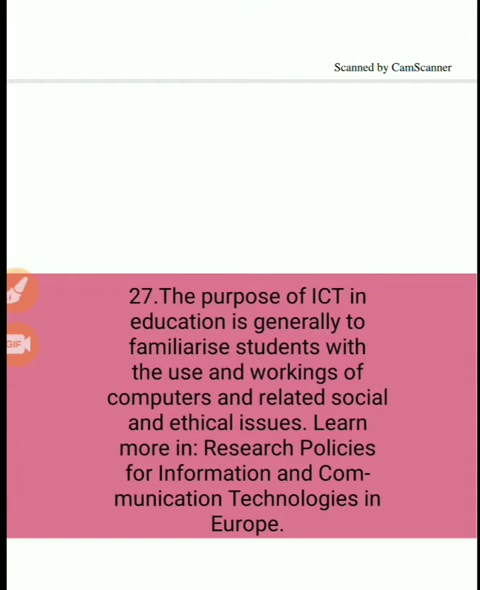 Scanned by CamScanner
27.The purpose of ICT in
education is generally to
familiarise students with
the use and workings of
computers and related social
and ethical issues. Learn
more in: Research Policies
for Information and Com-
munication Technologies in
Europe.
GIF